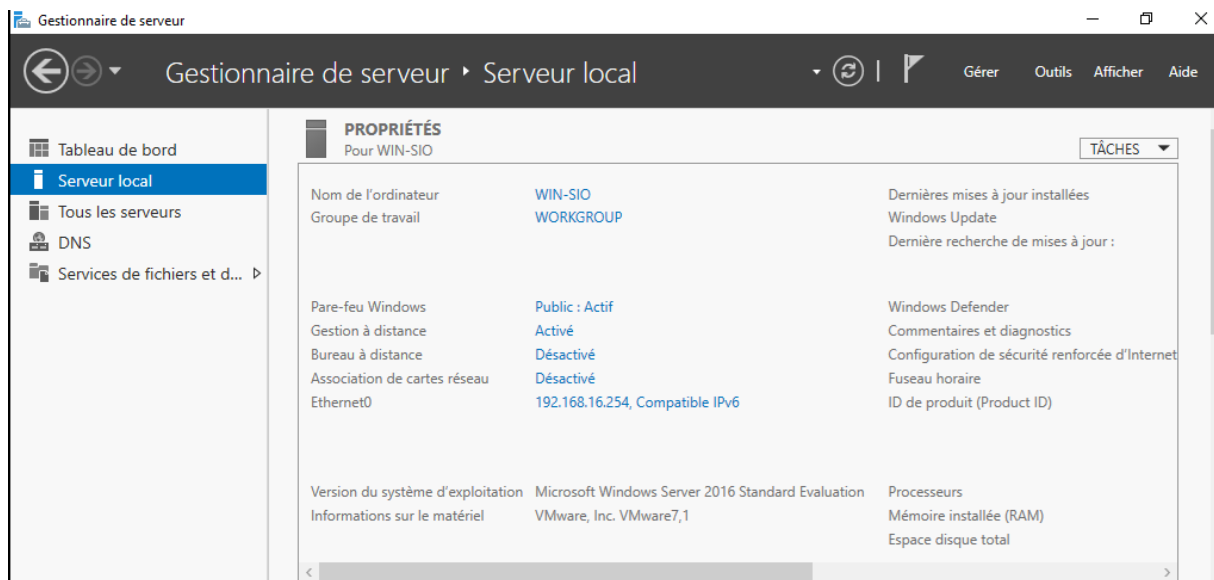 Gestionnaire de serveur
Gestionnaire de serveur ‣ Serveur local
Gérer Outils Afficher Aide
Tableau de bord
Serveur local
Tous les serveurs
DNS
Services de fichiers et d...
PROPRIÉTÉS
Pour WIN-SIO
TÂCHES
Nom de l'ordinateur WIN-SIO Dernières mises à jour installées
Groupe de travail WORKGROUP Windows Update
Dernière recherche de mises à jour :
Pare-feu Windows Public : Actif Windows Defender
Gestion à distance Activé Commentaires et diagnostics
Bureau à distance Désactivé Configuration de sécurité renforcée d'Internet
Association de cartes réseau Désactivé Fuseau horaire
Ethernet0 192.168.16.254, Compatible IPv6 ID de produit (Product ID)
Version du système d'exploitation Microsoft Windows Server 2016 Standard Evaluation Processeurs
Informations sur le matériel VMware, Inc. VMware7,1 Mémoire installée (RAM)
Espace disque total